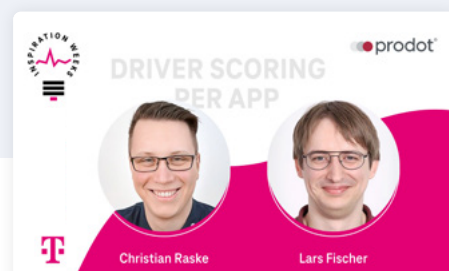 INSPIRATION WEEKS
prodot®
DRIVER SCORING
PER APP
T
Christian Raske
Lars Fischer